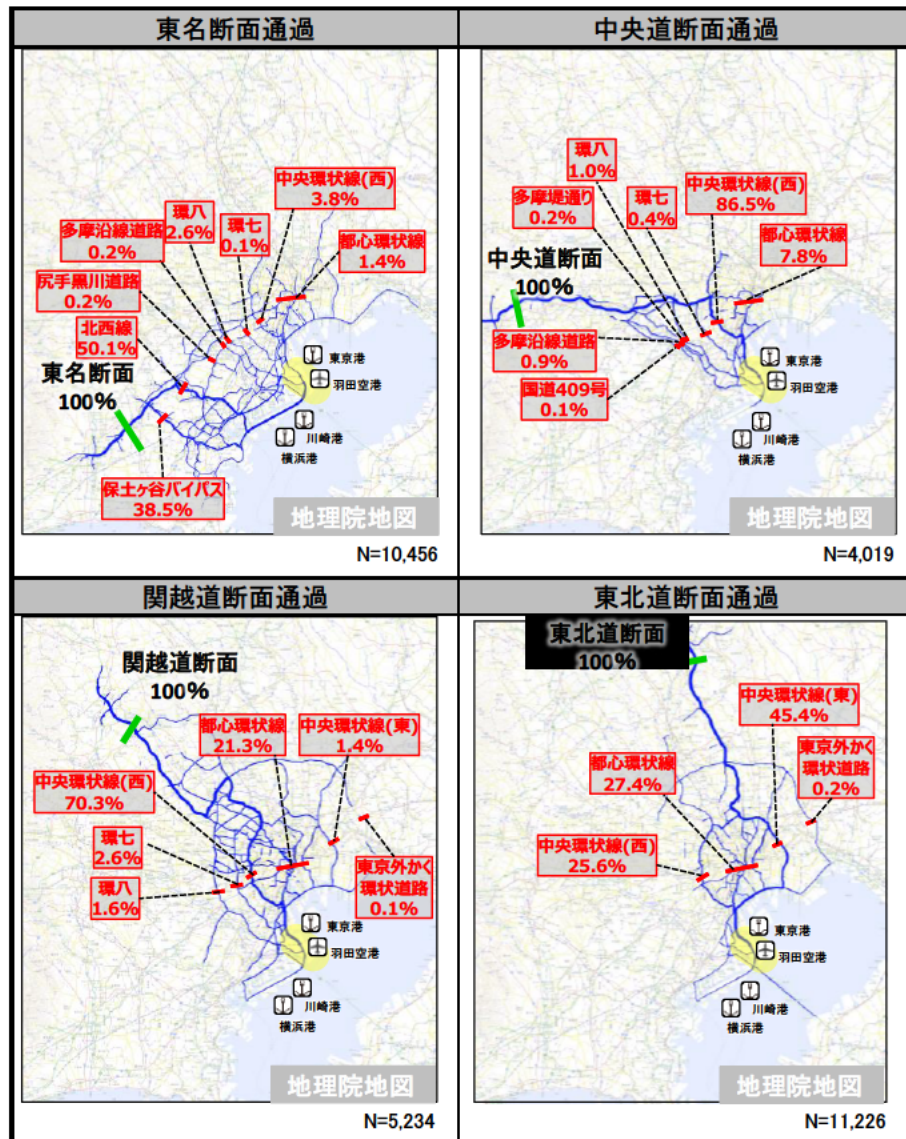 東名断面通過
中央環状線(西)
3.8%
環八
2.6%
環七
0.1%
多摩沿線道路
0.2%
都心環状線
1.4%
尻手黒川道路
0.2%
北西線
50.1%
東名断面
100%
東京港
羽田空港
川崎港
横浜港
保土ヶ谷バイパス
38.5%
地理院地図
N=10,456
中央道断面通過
環八
1.0%
多摩堤通り
0.2%
環七
0.4%
中央環状線(西)
86.5%
都心環状線
7.8%
中央道断面
100%
多摩沿線道路
0.9%
国道409号
0.1%
東京港
羽田空港
川崎港
横浜港
地理院地図
N=4,019
関越道断面通過
関越道断面
100%
都心環状線
21.3%
中央環状線(東)
1.4%
中央環状線(西)
70.3%
環七
2.6%
環八
1.6%
東京外かく
環状道路
0.1%
東京港
羽田空港
川崎港
横浜港
地理院地図
N=5,234
東北道断面通過
東北道断面
100%
中央環状線(東)
45.4%
都心環状線
27.4%
東京外かく
環状道路
0.2%
中央環状線(西)
25.6%
東京港
羽田空港
川崎港
横浜港
地理院地図
N=11,226